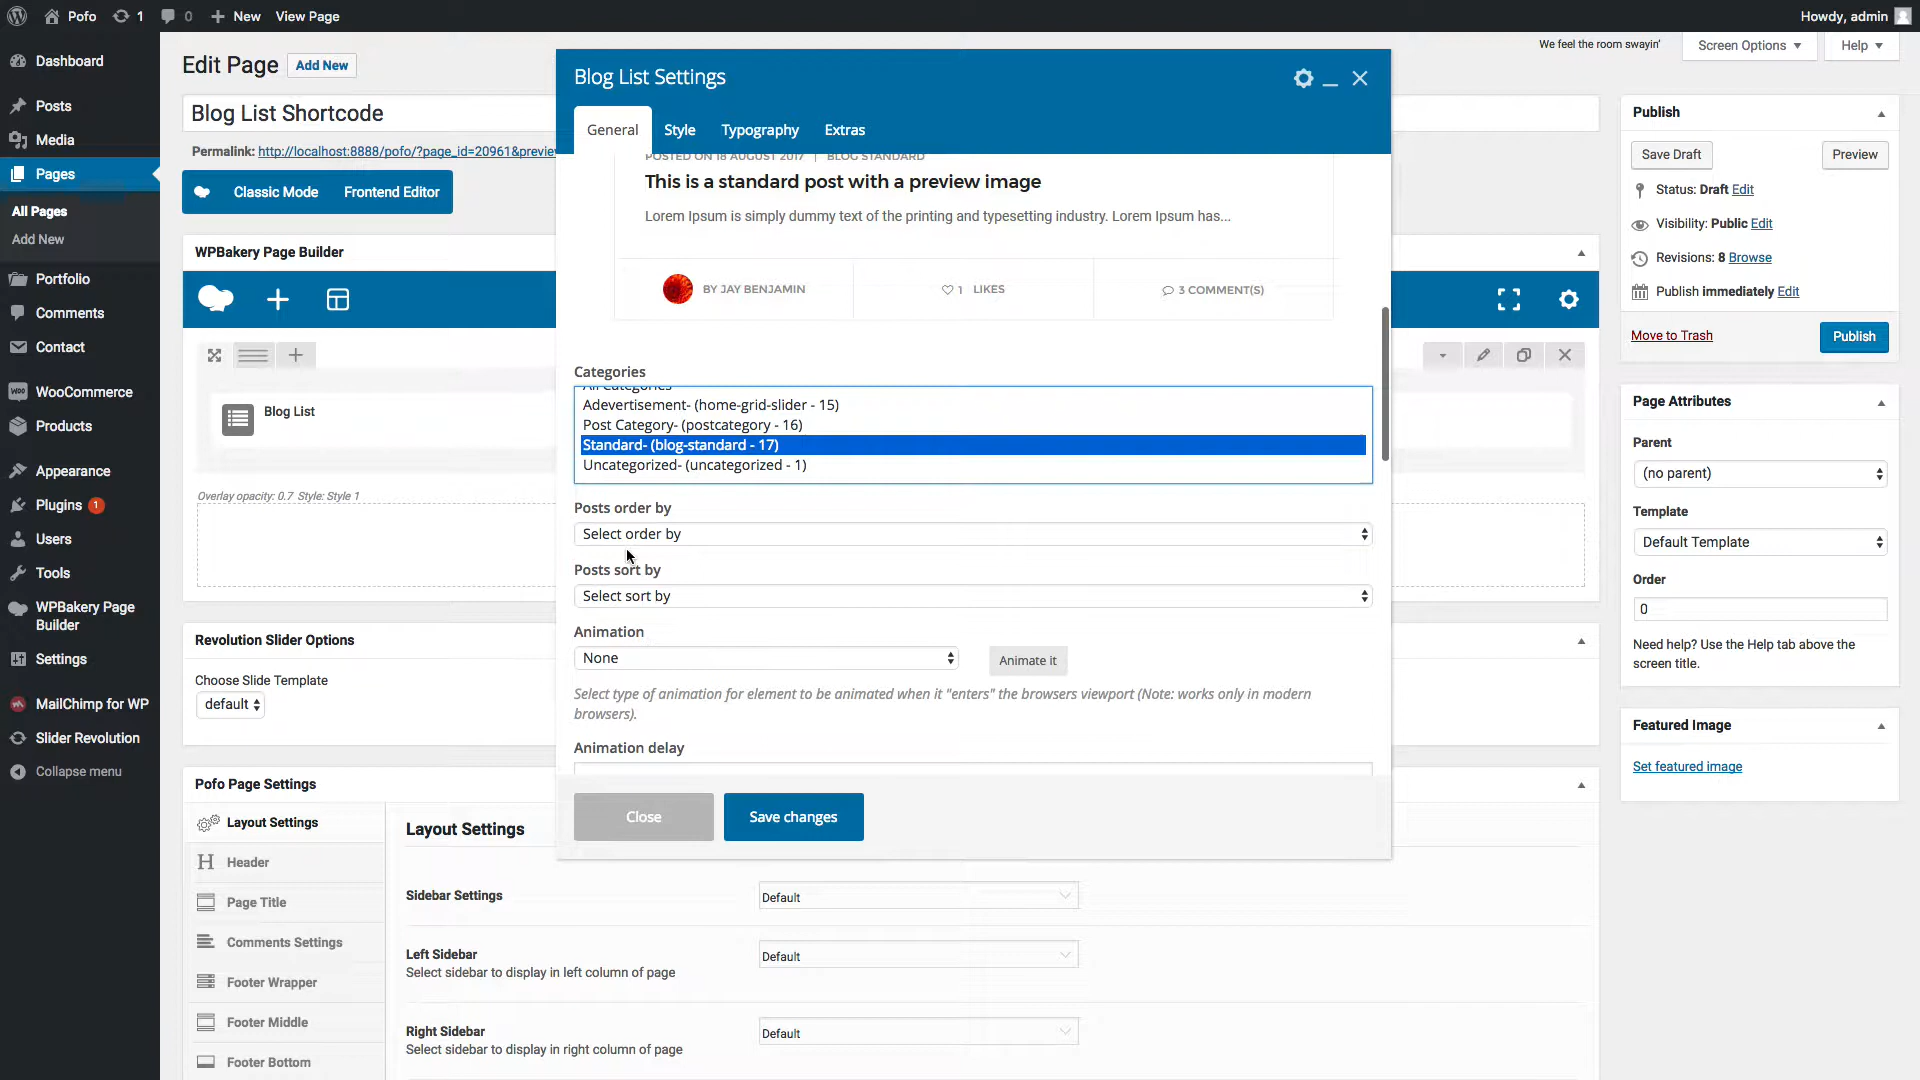 Pofo
1
0
New
View Page
Howdy, admin
Dashboard
Posts
Media
Pages
All Pages
Add New
Portfolio
Comments
Contact
WooCommerce
Products
Appearance
Plugins 1
Users
Tools
WPBakery Page
Builder
Settings
MailChimp for WP
Slider Revolution
Collapse menu
Edit Page
Add New
We feel the room swayin'
Screen Options
Help
Blog List Shortcode
Permalink: http://localhost:8888/pofo/?page_id=20961&previe
Classic Mode
Frontend Editor
WPBakery Page Builder
Blog List
Overlay opacity: 0.7 Style: Style 1
Revolution Slider Options
Choose Slide Template
default
Pofo Page Settings
Layout Settings
Header
Page Title
Comments Settings
Footer Wrapper
Footer Middle
Footer Bottom
Layout Settings
Sidebar Settings
Default
Left Sidebar
Select sidebar to display in left column of page
Default
Right Sidebar
Select sidebar to display in right column of page
Default
Blog List Settings
General
Style
Typography
Extras
POSTED ON 18 AUGUST 2017 | BLOG STANDARD
This is a standard post with a preview image
Lorem Ipsum is simply dummy text of the printing and typesetting industry. Lorem Ipsum has...
BY JAY BENJAMIN
1 LIKES
3 COMMENT(S)
Categories
All Categories
Adevertisement- (home-grid-slider - 15)
Post Category- (postcategory - 16)
Standard- (blog-standard - 17)
Uncategorized- (uncategorized - 1)
Posts order by
Select order by
Posts sort by
Select sort by
Animation
None
Animate it
Select type of animation for element to be animated when it "enters" the browsers viewport (Note: works only in modern
browsers).
Animation delay
Close
Save changes
Publish
Save Draft
Preview
Status: Draft Edit
Visibility: Public Edit
Revisions: 8 Browse
Publish immediately Edit
Move to Trash
Publish
Page Attributes
Parent
(no parent)
Template
Default Template
Order
0
Need help? Use the Help tab above the
screen title.
Featured Image
Set featured image